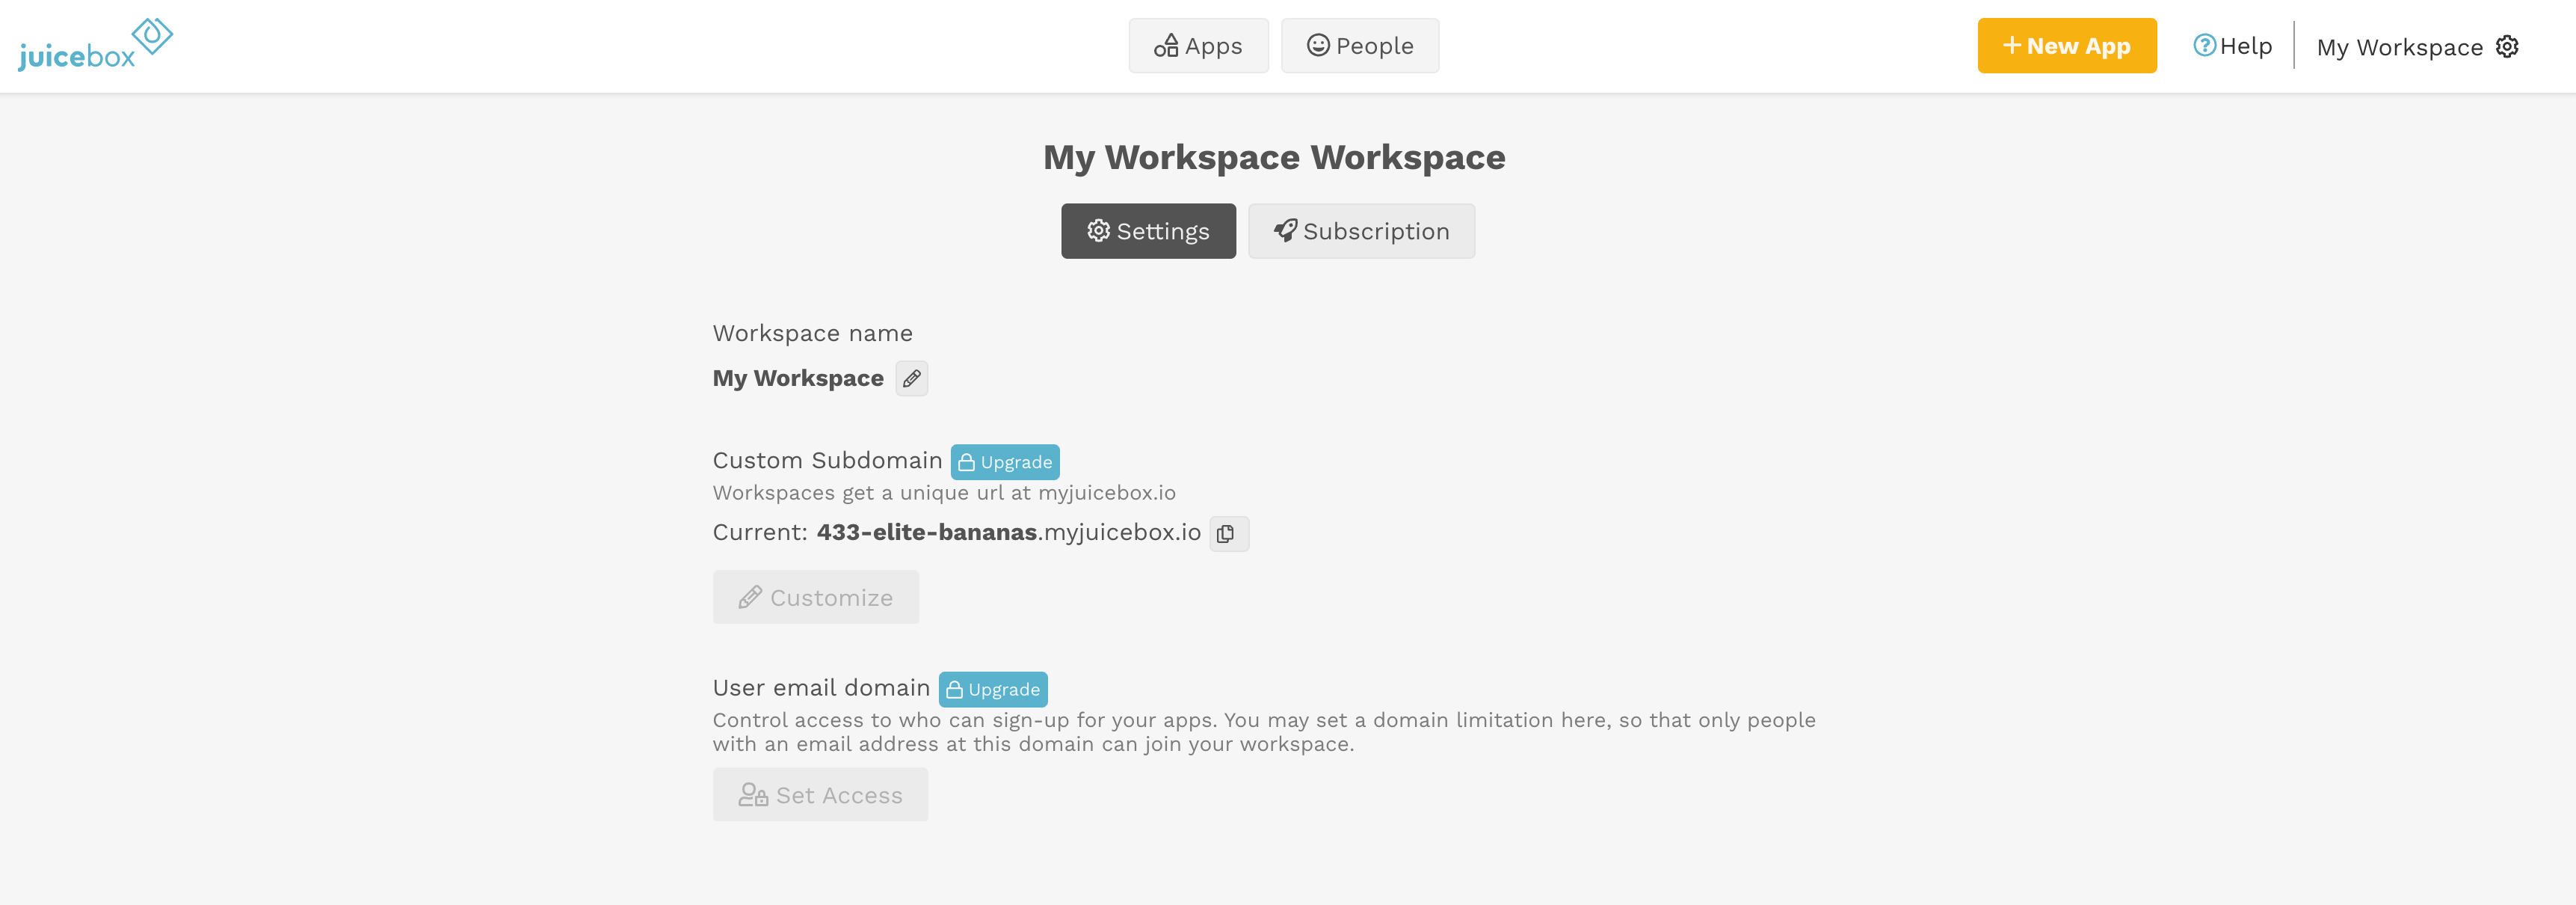 juicebox
Apps
People
New App
Help
My Workspace
My Workspace Workspace
Settings
Subscription
Workspace name
My Workspace
Custom Subdomain Upgrade
Workspaces get a unique url at myjuicebox.io
Current: 433-elite-bananas.myjuicebox.io
Customize
User email domain Upgrade
Control access to who can sign-up for your apps. You may set a domain limitation here, so that only people
with an email address at this domain can join your workspace.
Set Access